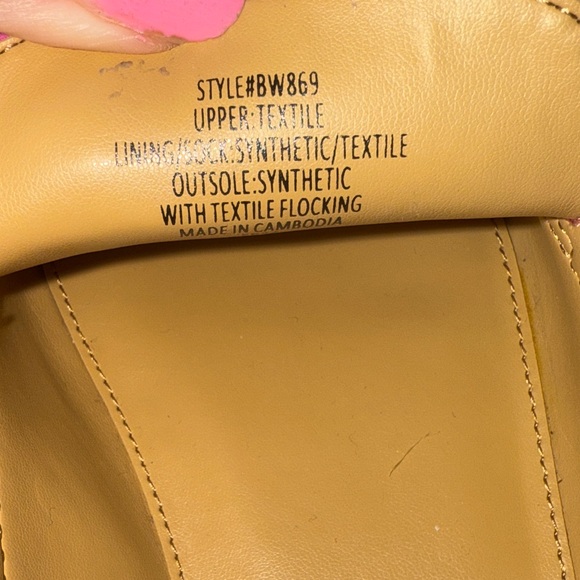 STYLE#BW869
UPPER:TEXTILE
LINING/SOCK:SYNTHETIC/TEXTILE
OUTSOLE:SYNTHETIC
WITH TEXTILE FLOCKING
MADE IN CAMBODIA